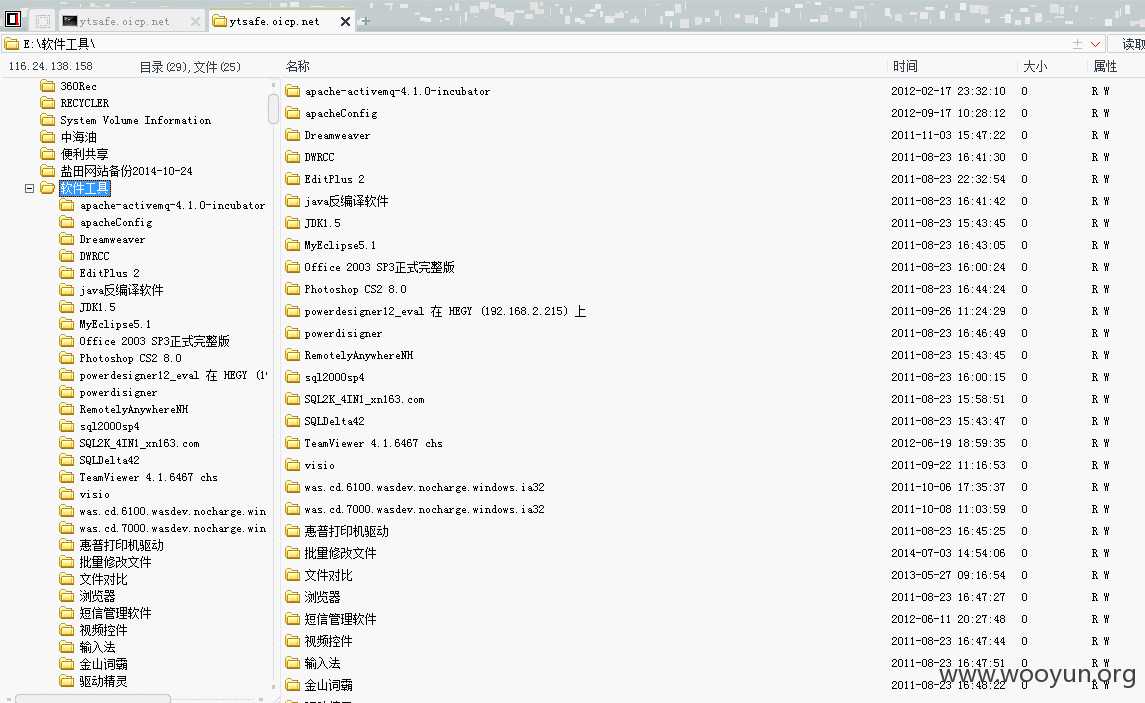 ytsafe.oicp.net
ytsafe.oicp.net
E:\软件工具\
读取
116.24.138.158
目录(29),文件(25)
名称
时间
大小
属性
360Rec
RECYCLER
System Volume Information
中海油
便利共享
盐田网站备份2014-10-24
软件工具
apache-activemq-4.1.0-incubator
apacheConfig
Dreamweaver
DWRCC
EditPlus 2
java反编译软件
JDK1.5
MyEclipse5.1
Office 2003 SP3正式完整版
Photoshop CS2 8.0
powerdesigner12_eval 在 HEGY (1
powerdisigner
RemotelyAnywhereNH
sql2000sp4
SQL2K_4IN1_xn163.com
SQLDelta42
TeamViewer 4.1.6467 chs
visio
was.cd.6100.wasdev.nocharge.win
was.cd.7000.wasdev.nocharge.win
惠普打印机驱动
批量修改文件
文件对比
浏览器
短信管理软件
视频控件
输入法
金山词霸
驱动精灵
apache-activemq-4.1.0-incubator 2012-02-17 23:32:10 0 R W
apacheConfig 2012-09-17 10:28:12 0 R W
Dreamweaver 2011-11-03 15:47:22 0 R W
DWRCC 2011-08-23 16:41:30 0 R W
EditPlus 2 2011-08-23 22:32:54 0 R W
java反编译软件 2011-08-23 16:41:42 0 R W
JDK1.5 2011-08-23 15:43:45 0 R W
MyEclipse5.1 2011-08-23 16:43:05 0 R W
Office 2003 SP3正式完整版 2011-08-23 16:00:24 0 R W
Photoshop CS2 8.0 2011-08-23 16:44:24 0 R W
powerdesigner12_eval 在 HEGY (192.168.2.215) 上 2011-09-26 11:24:29 0 R W
powerdisigner 2011-08-23 16:46:49 0 R W
RemotelyAnywhereNH 2011-08-23 15:43:45 0 R W
sql2000sp4 2011-08-23 16:00:15 0 R W
SQL2K_4IN1_xn163.com 2011-08-23 15:58:51 0 R W
SQLDelta42 2011-08-23 15:43:47 0 R W
TeamViewer 4.1.6467 chs 2012-06-19 18:59:35 0 R W
visio 2011-09-22 11:16:53 0 R W
was.cd.6100.wasdev.nocharge.windows.ia32 2011-10-06 17:35:37 0 R W
was.cd.7000.wasdev.nocharge.windows.ia32 2011-10-08 11:03:59 0 R W
惠普打印机驱动 2011-08-23 16:45:25 0 R W
批量修改文件 2014-07-03 14:54:06 0 R W
文件对比 2013-05-27 09:16:54 0 R W
浏览器 2011-08-23 16:47:27 0 R W
短信管理软件 2012-06-11 20:27:48 0 R W
视频控件 2011-08-23 16:47:44 0 R W
输入法 2011-08-23 16:47:51 0 R W
金山词霸 2011-08-23 16:48:22 0 R W
www.wooyun.org